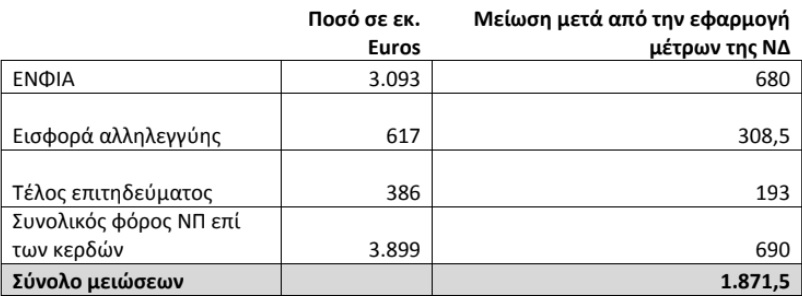 Ποσό σε εκ. Μείωση μετά από την εφαρμογή
Euros μέτρων της ΝΔ
ΕΝΦΙΑ 3.093 680
Εισφορά αλληλεγγύης 617 308,5
Τέλος επιτηδεύματος 386 193
Συνολικός φόρος ΝΠ επί
των κερδών 3.899 690
Σύνολο μειώσεων 1.871,5